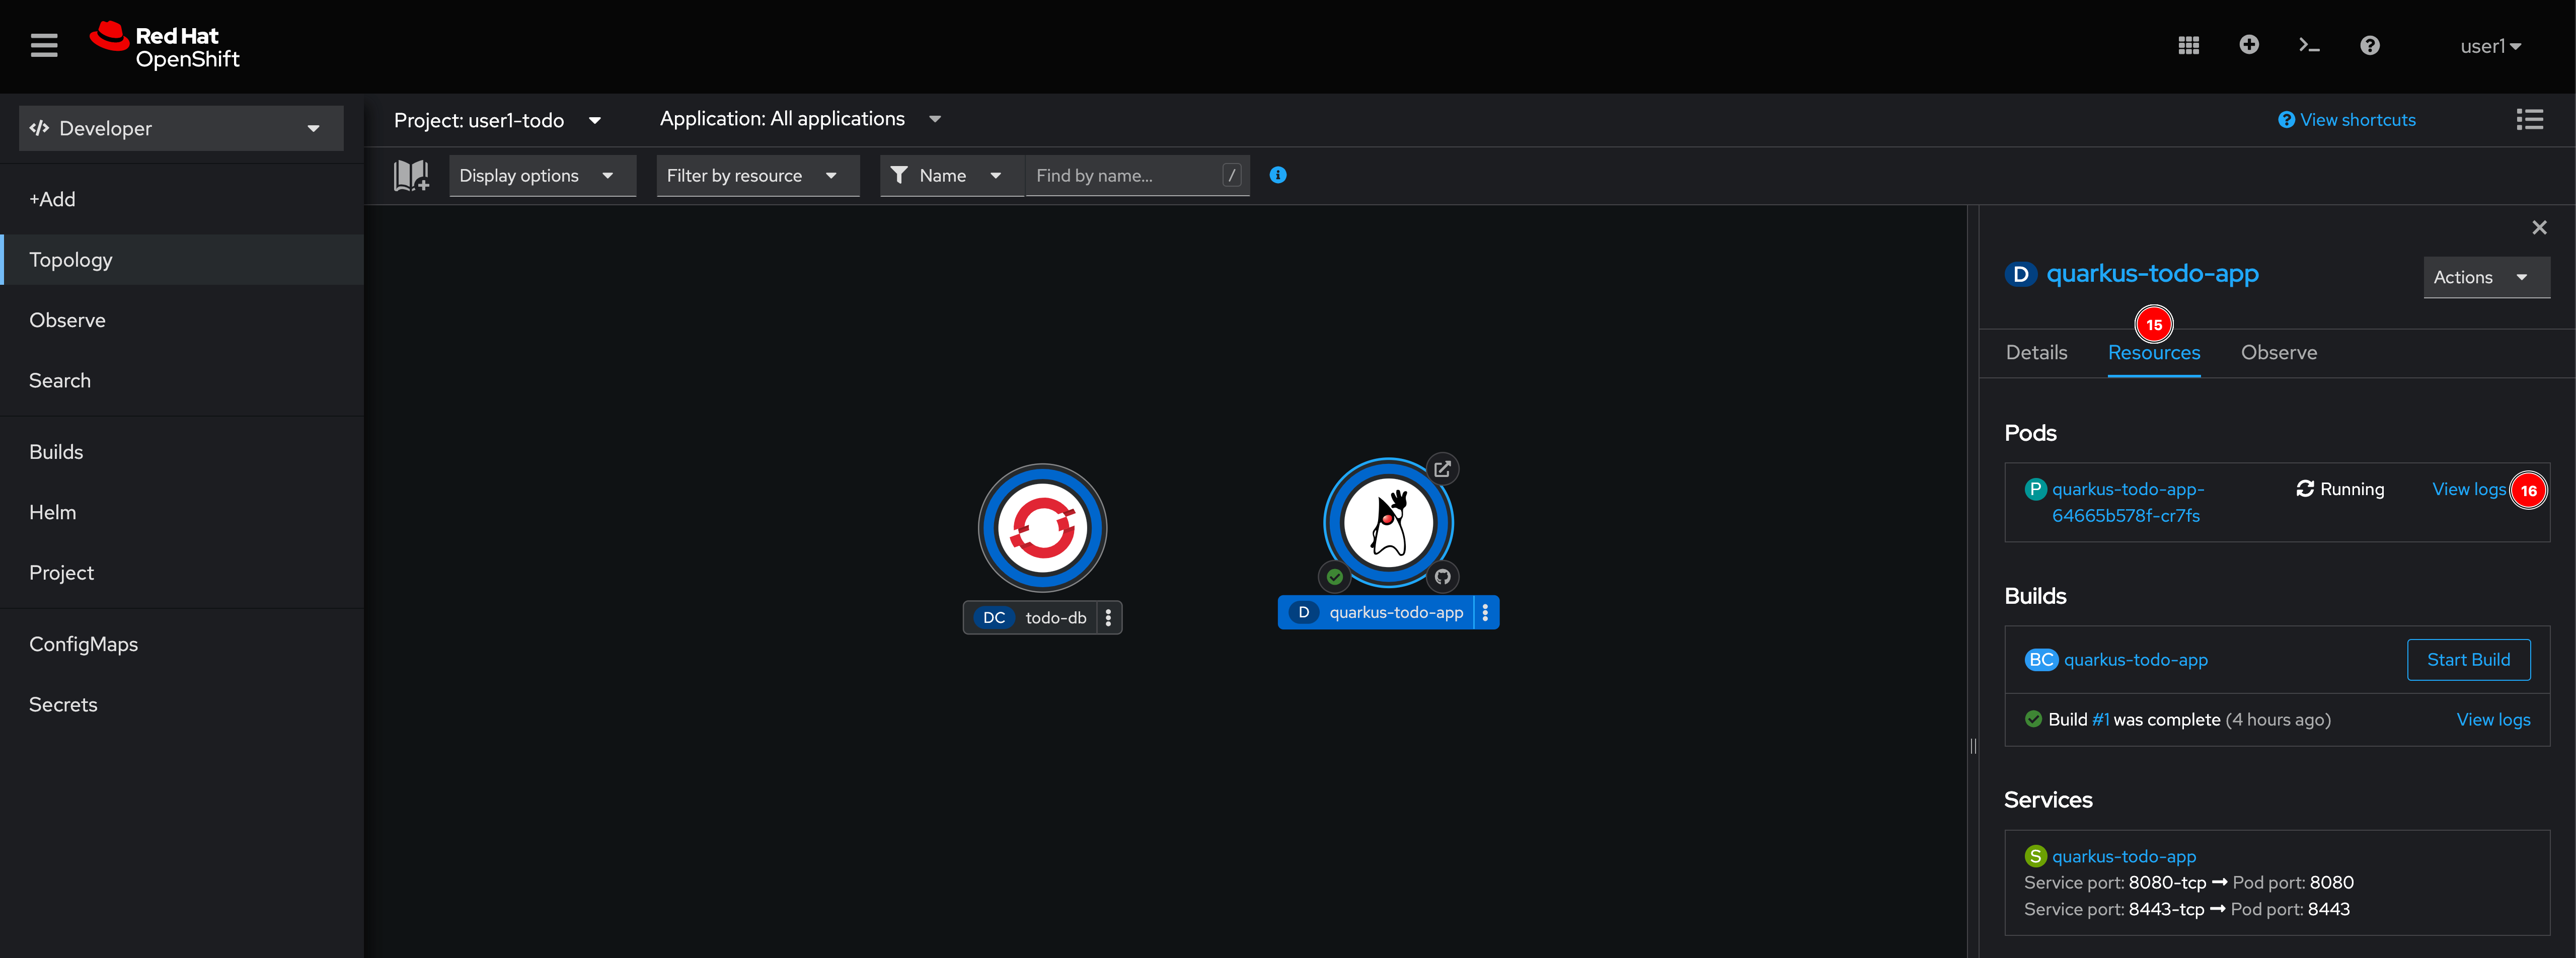 Red Hat
OpenShift
user1
Developer
Project: user1-todo
Application: All applications
View shortcuts
Display options
Filter by resource
Name
Find by name...
/
+Add
Topology
Observe
Search
Builds
Helm
Project
ConfigMaps
Secrets
DC todo-db
D quarkus-todo-app
D quarkus-todo-app
Actions
15
Details Resources Observe
Pods
P quarkus-todo-app-
64665b578f-cr7fs
Running
View logs
16
Builds
BC quarkus-todo-app
Start Build
Build #1 was complete (4 hours ago)
View logs
Services
S quarkus-todo-app
Service port: 8080-tcp → Pod port: 8080
Service port: 8443-tcp → Pod port: 8443